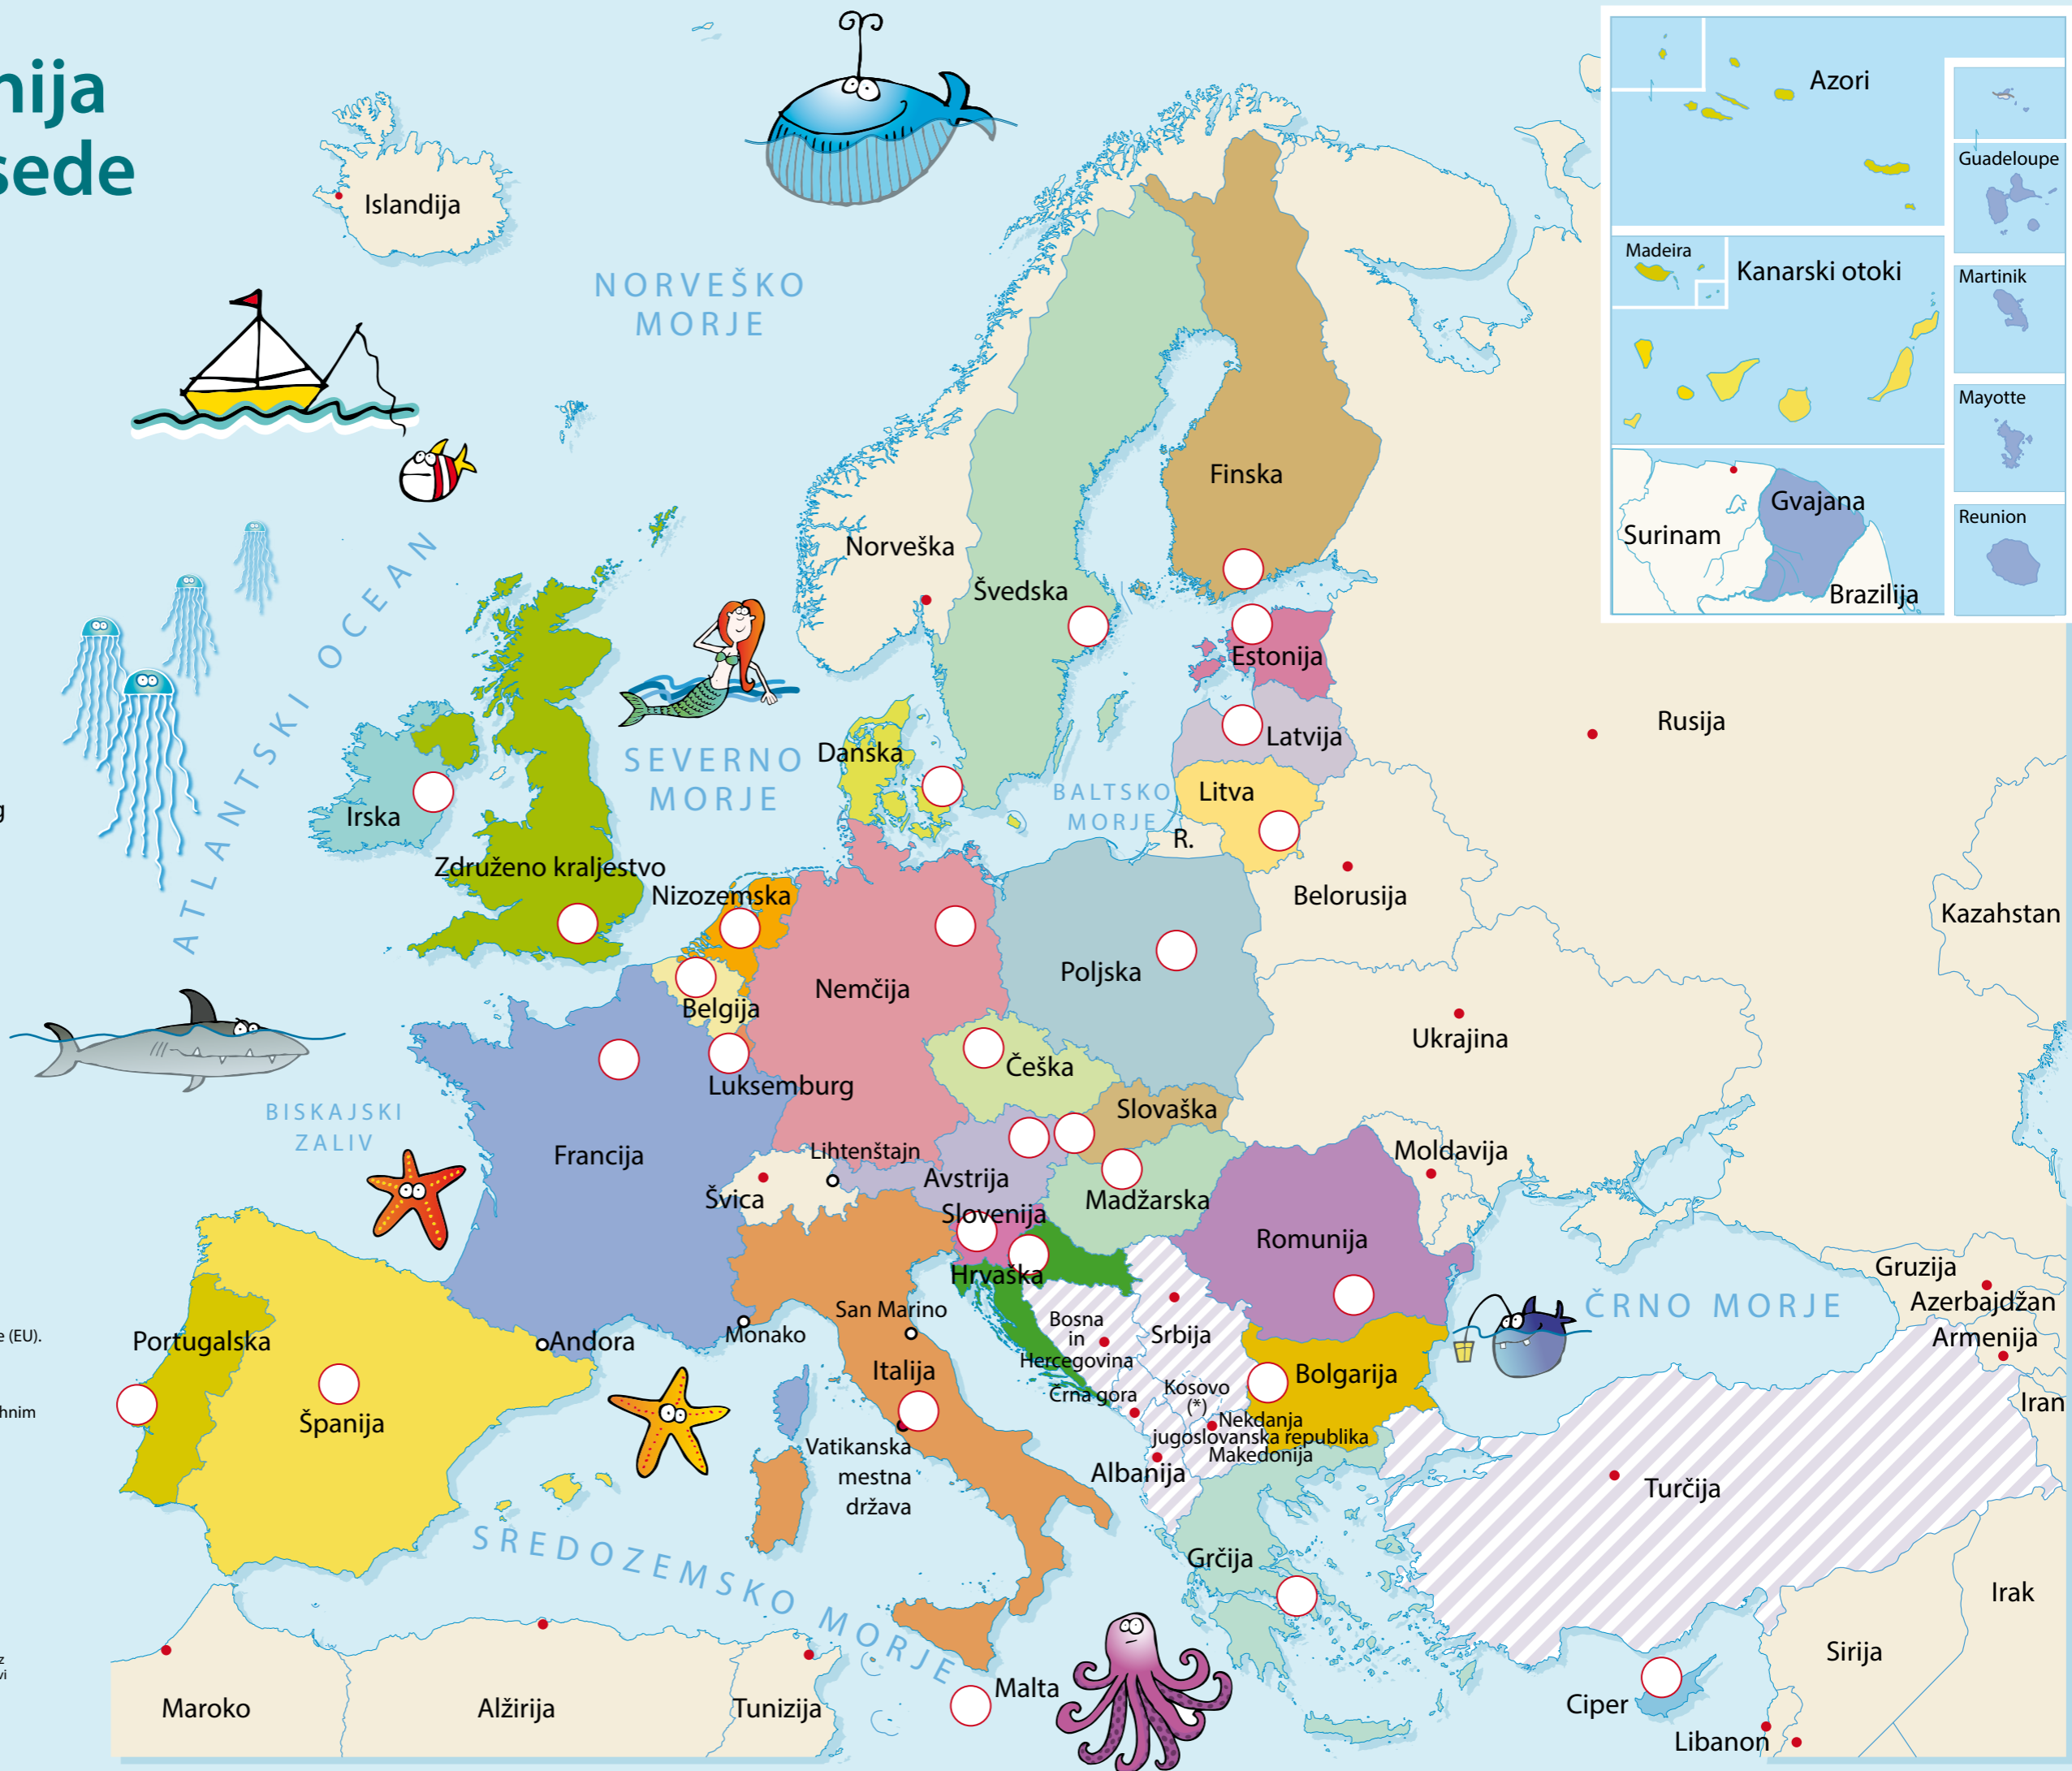 nija
sede
Islandija
NORVEŠKO
MORJE
Azori
Guadeloupe
Madeira
Kanarski otoki
Martinik
Mayotte
Gvajana
Surinam
Reunion
Brazilija
Finska
Norveška
Švedska
ATLANTSKI OCEAN
Estonija
Latvija
Rusija
SEVERNO
MORJE
Danska
BALTSKO
MORJE
Litva
R.
Irska
g
Združeno kraljestvo
Nizozemska
Belorusija
Kazahstan
Poljska
Nemčija
Belgija
Ukrajina
Češka
Luksemburg
Slovaška
BISKAJSKI
ZALIV
Francija
Lihtenštajn
Moldavija
Avstrija
Švica
Madžarska
Slovenija
Romunija
Hrvaška
Gruzija
ČRNO MORJE
Azerbajdžan
Armenija
San Marino
Monako
Bosna
in
Hercegovina
Srbija
e (EU).
Portugalska
Andora
Italija
Bolgarija
Črna gora
Kosovo
(*)
Iran
hnim
Španija
Nekdanja
jugoslovanska republika
Makedonija
Vatikanska
mestna
država
Albanija
Turčija
SREDOZEMSKO MORJE
Grčija
Irak
Sirija
z
vi
Malta
Ciper
Maroko
Alžirija
Tunizija
Libanon